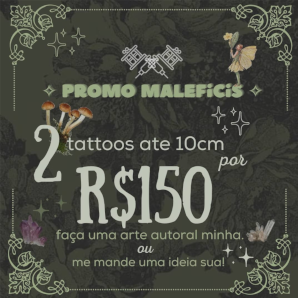 PROMO MALEFiCiS
2 tattoos ate 10cm
por
R$150
faça uma arte autoral minha.
ou
me mande uma ideia sua!